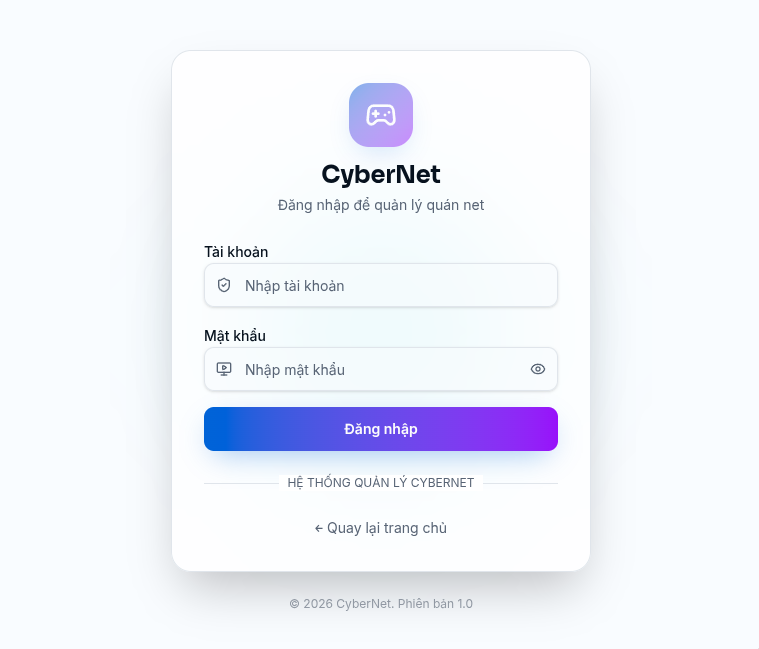 CyberNet
Đăng nhập để quản lý quán net
Tài khoản
Nhập tài khoản
Mật khẩu
Nhập mật khẩu
Đăng nhập
HỆ THỐNG QUẢN LÝ CYBERNET
← Quay lại trang chủ
© 2026 CyberNet. Phiên bản 1.0